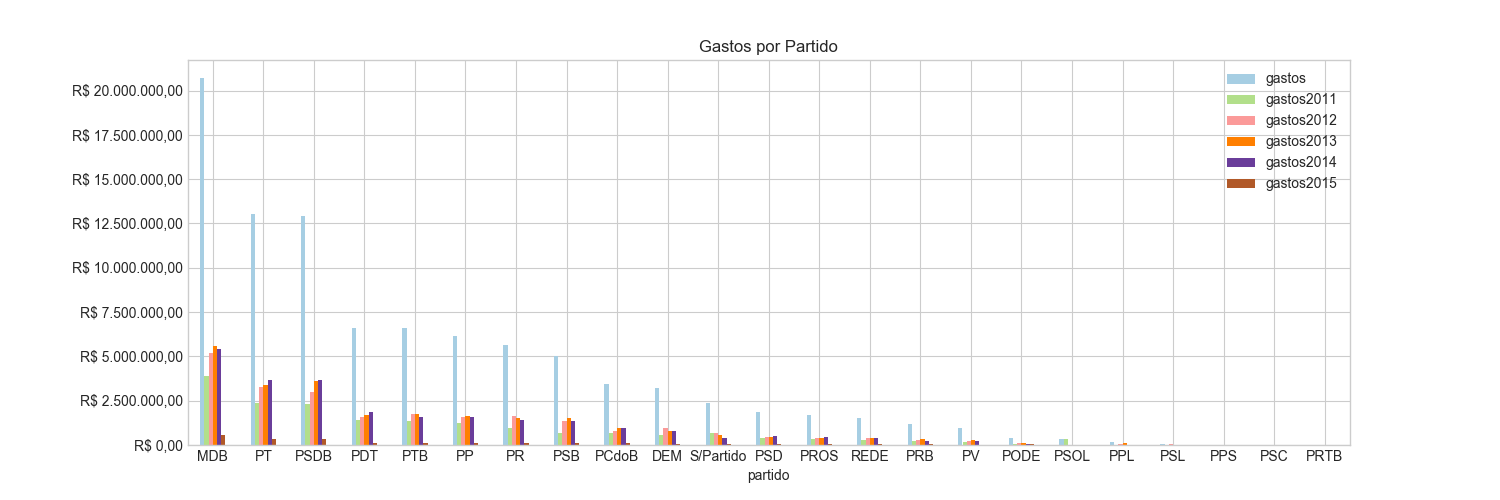 Gastos por Partido
R$ 20.000.000,00
R$ 17.500.000,00
R$ 15.000.000,00
R$ 12.500.000,00
R$ 10.000.000,00
R$ 7.500.000,00
R$ 5.000.000,00
R$ 2.500.000,00
R$ 0,00
gastos
gastos2011
gastos2012
gastos2013
gastos2014
gastos2015
MDB PT PSDB PDT PTB PP PR PSB PCdoB DEM S/Partido PSD PROS REDE PRB PV PODE PSOL PPL PSL PPS PSC PRTB
partido